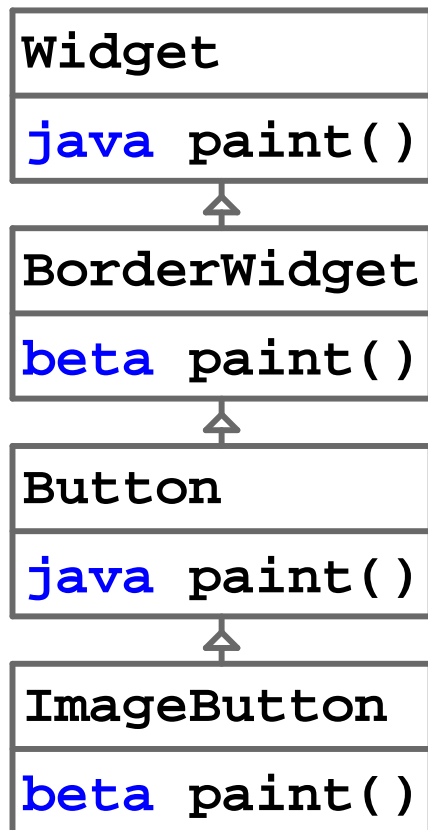 Widget
java paint()
BorderWidget
beta paint()
Button
java paint()
ImageButton
beta paint()